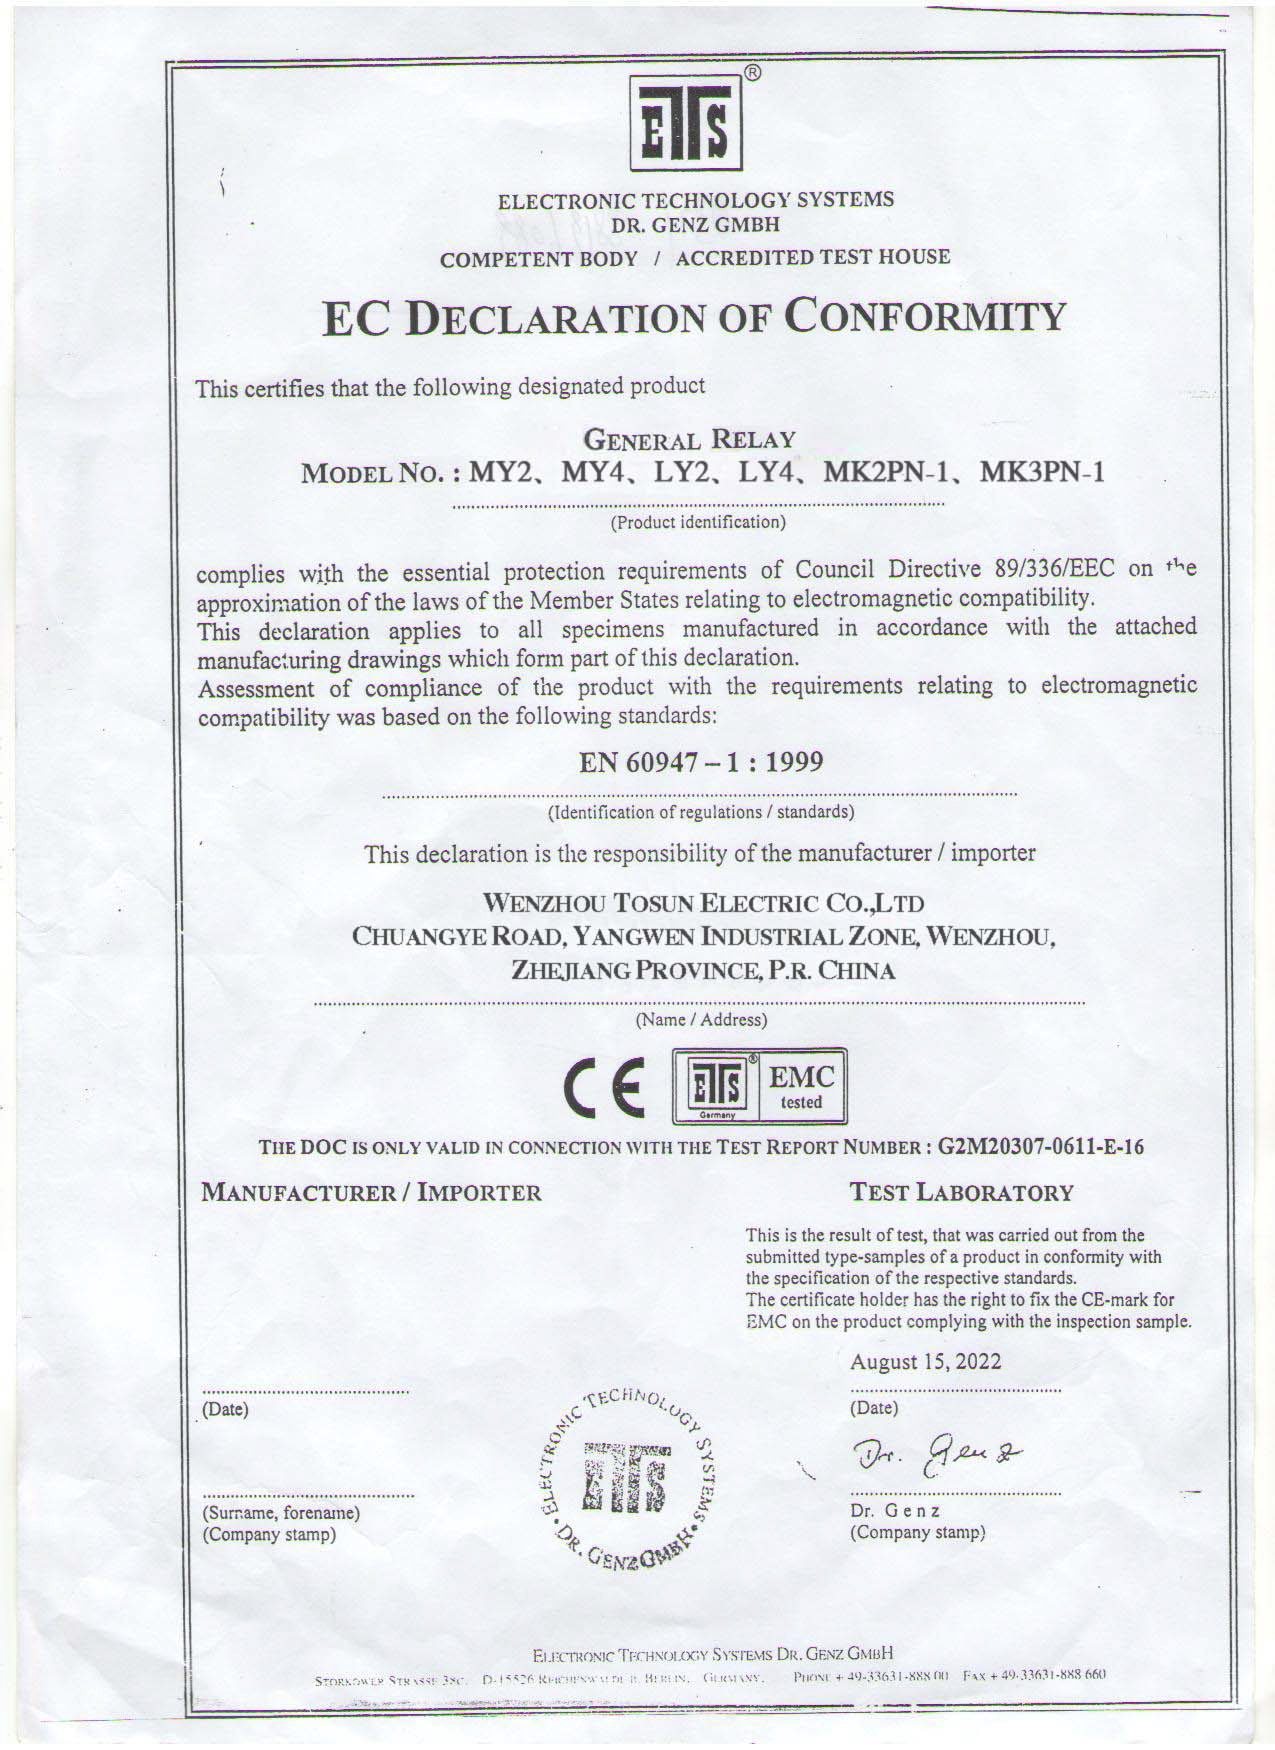 ETS ®
ELECTRONIC TECHNOLOGY SYSTEMS
DR. GENZ GMBH
COMPETENT BODY / ACCREDITED TEST HOUSE
EC DECLARATION OF CONFORMITY
This certifies that the following designated product
GENERAL RELAY
MODEL NO. : MY2、MY4、LY2、LY4、MK2PN-1、MK3PN-1
(Product identification)
complies with the essential protection requirements of Council Directive 89/336/EEC on the
approximation of the laws of the Member States relating to electromagnetic compatibility.
This declaration applies to all specimens manufactured in accordance with the attached
manufacturing drawings which form part of this declaration.
Assessment of compliance of the product with the requirements relating to electromagnetic
compatibility was based on the following standards:
EN 60947 – 1 : 1999
(Identification of regulations / standards)
This declaration is the responsibility of the manufacturer / importer
WENZHOU TOSUN ELECTRIC CO.,LTD
CHUANGYE ROAD, YANGWEN INDUSTRIAL ZONE, WENZHOU,
ZHEJIANG PROVINCE, P.R. CHINA
(Name / Address)
CE ETS ® Germany EMC tested
THE DOC IS ONLY VALID IN CONNECTION WITH THE TEST REPORT NUMBER : G2M20307-0611-E-16
MANUFACTURER / IMPORTER
TEST LABORATORY
This is the result of test, that was carried out from the
submitted type-samples of a product in conformity with
the specification of the respective standards.
The certificate holder has the right to fix the CE-mark for
EMC on the product complying with the inspection sample.
August 15, 2022
(Date)
(Date)
Dr. Genz
(Surname, forename)
(Company stamp)
Dr. Genz
(Company stamp)
ELECTRONIC TECHNOLOGY SYSTEMS • DR. GENZ GMBH •
ETS
ELECTRONIC TECHNOLOGY SYSTEMS DR. GENZ GMBH
STORKOWER STRASSE 38C. D-15526 REICHENWALDE B. BERLIN, GERMANY. PHONE + 49-33631-888 00 FAX + 49-33631-888 660